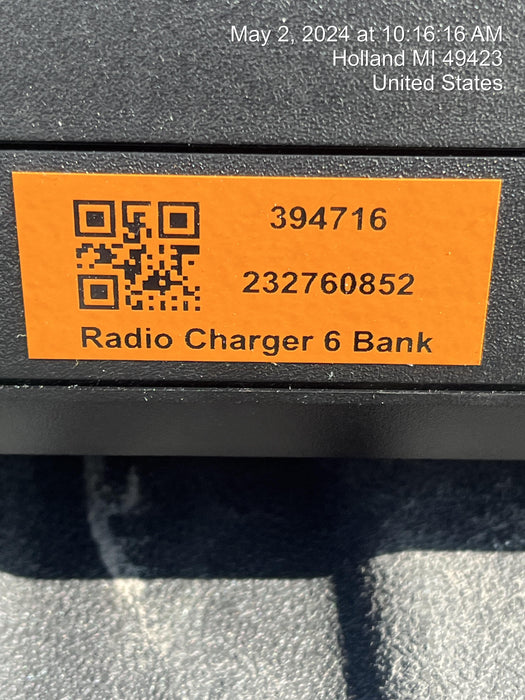 May 2, 2024 at 10:16:16 AM
Holland MI 49423
United States
394716
232760852
Radio Charger 6 Bank